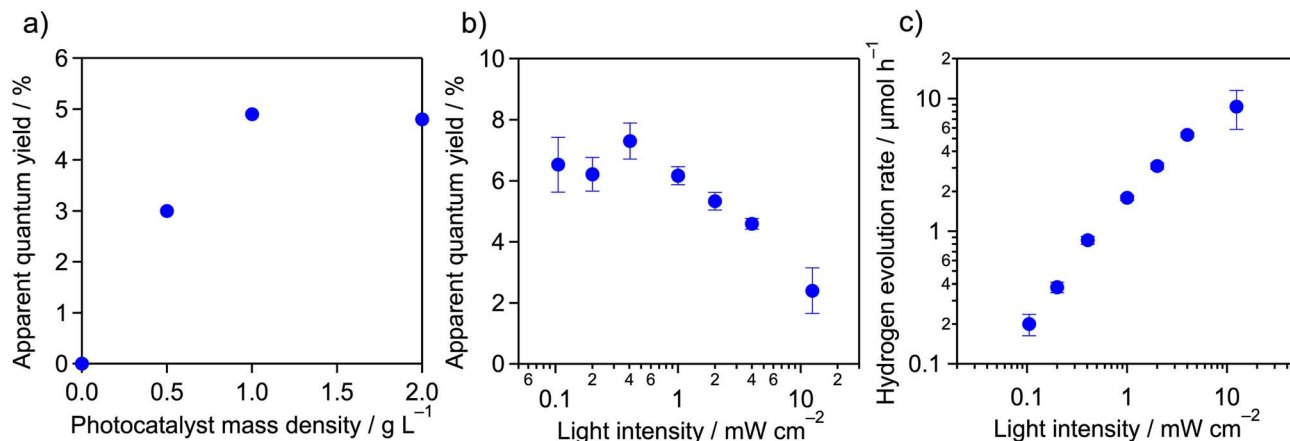 a)
Apparent quantum yield / %
6
5
4
3
2
1
0
0.0 0.5 1.0 1.5 2.0
Photocatalyst mass density / g L⁻¹
b)
Apparent quantum yield / %
10
8
6
4
2
0
6 2 4 6 2 4 6 2
0.1 1 10
Light intensity / mW cm⁻²
c)
Hydrogen evolution rate / µmol h⁻¹
2
10
6
4
2
1
6
4
2
0.1
0.1 1 10
Light intensity / mW cm⁻²